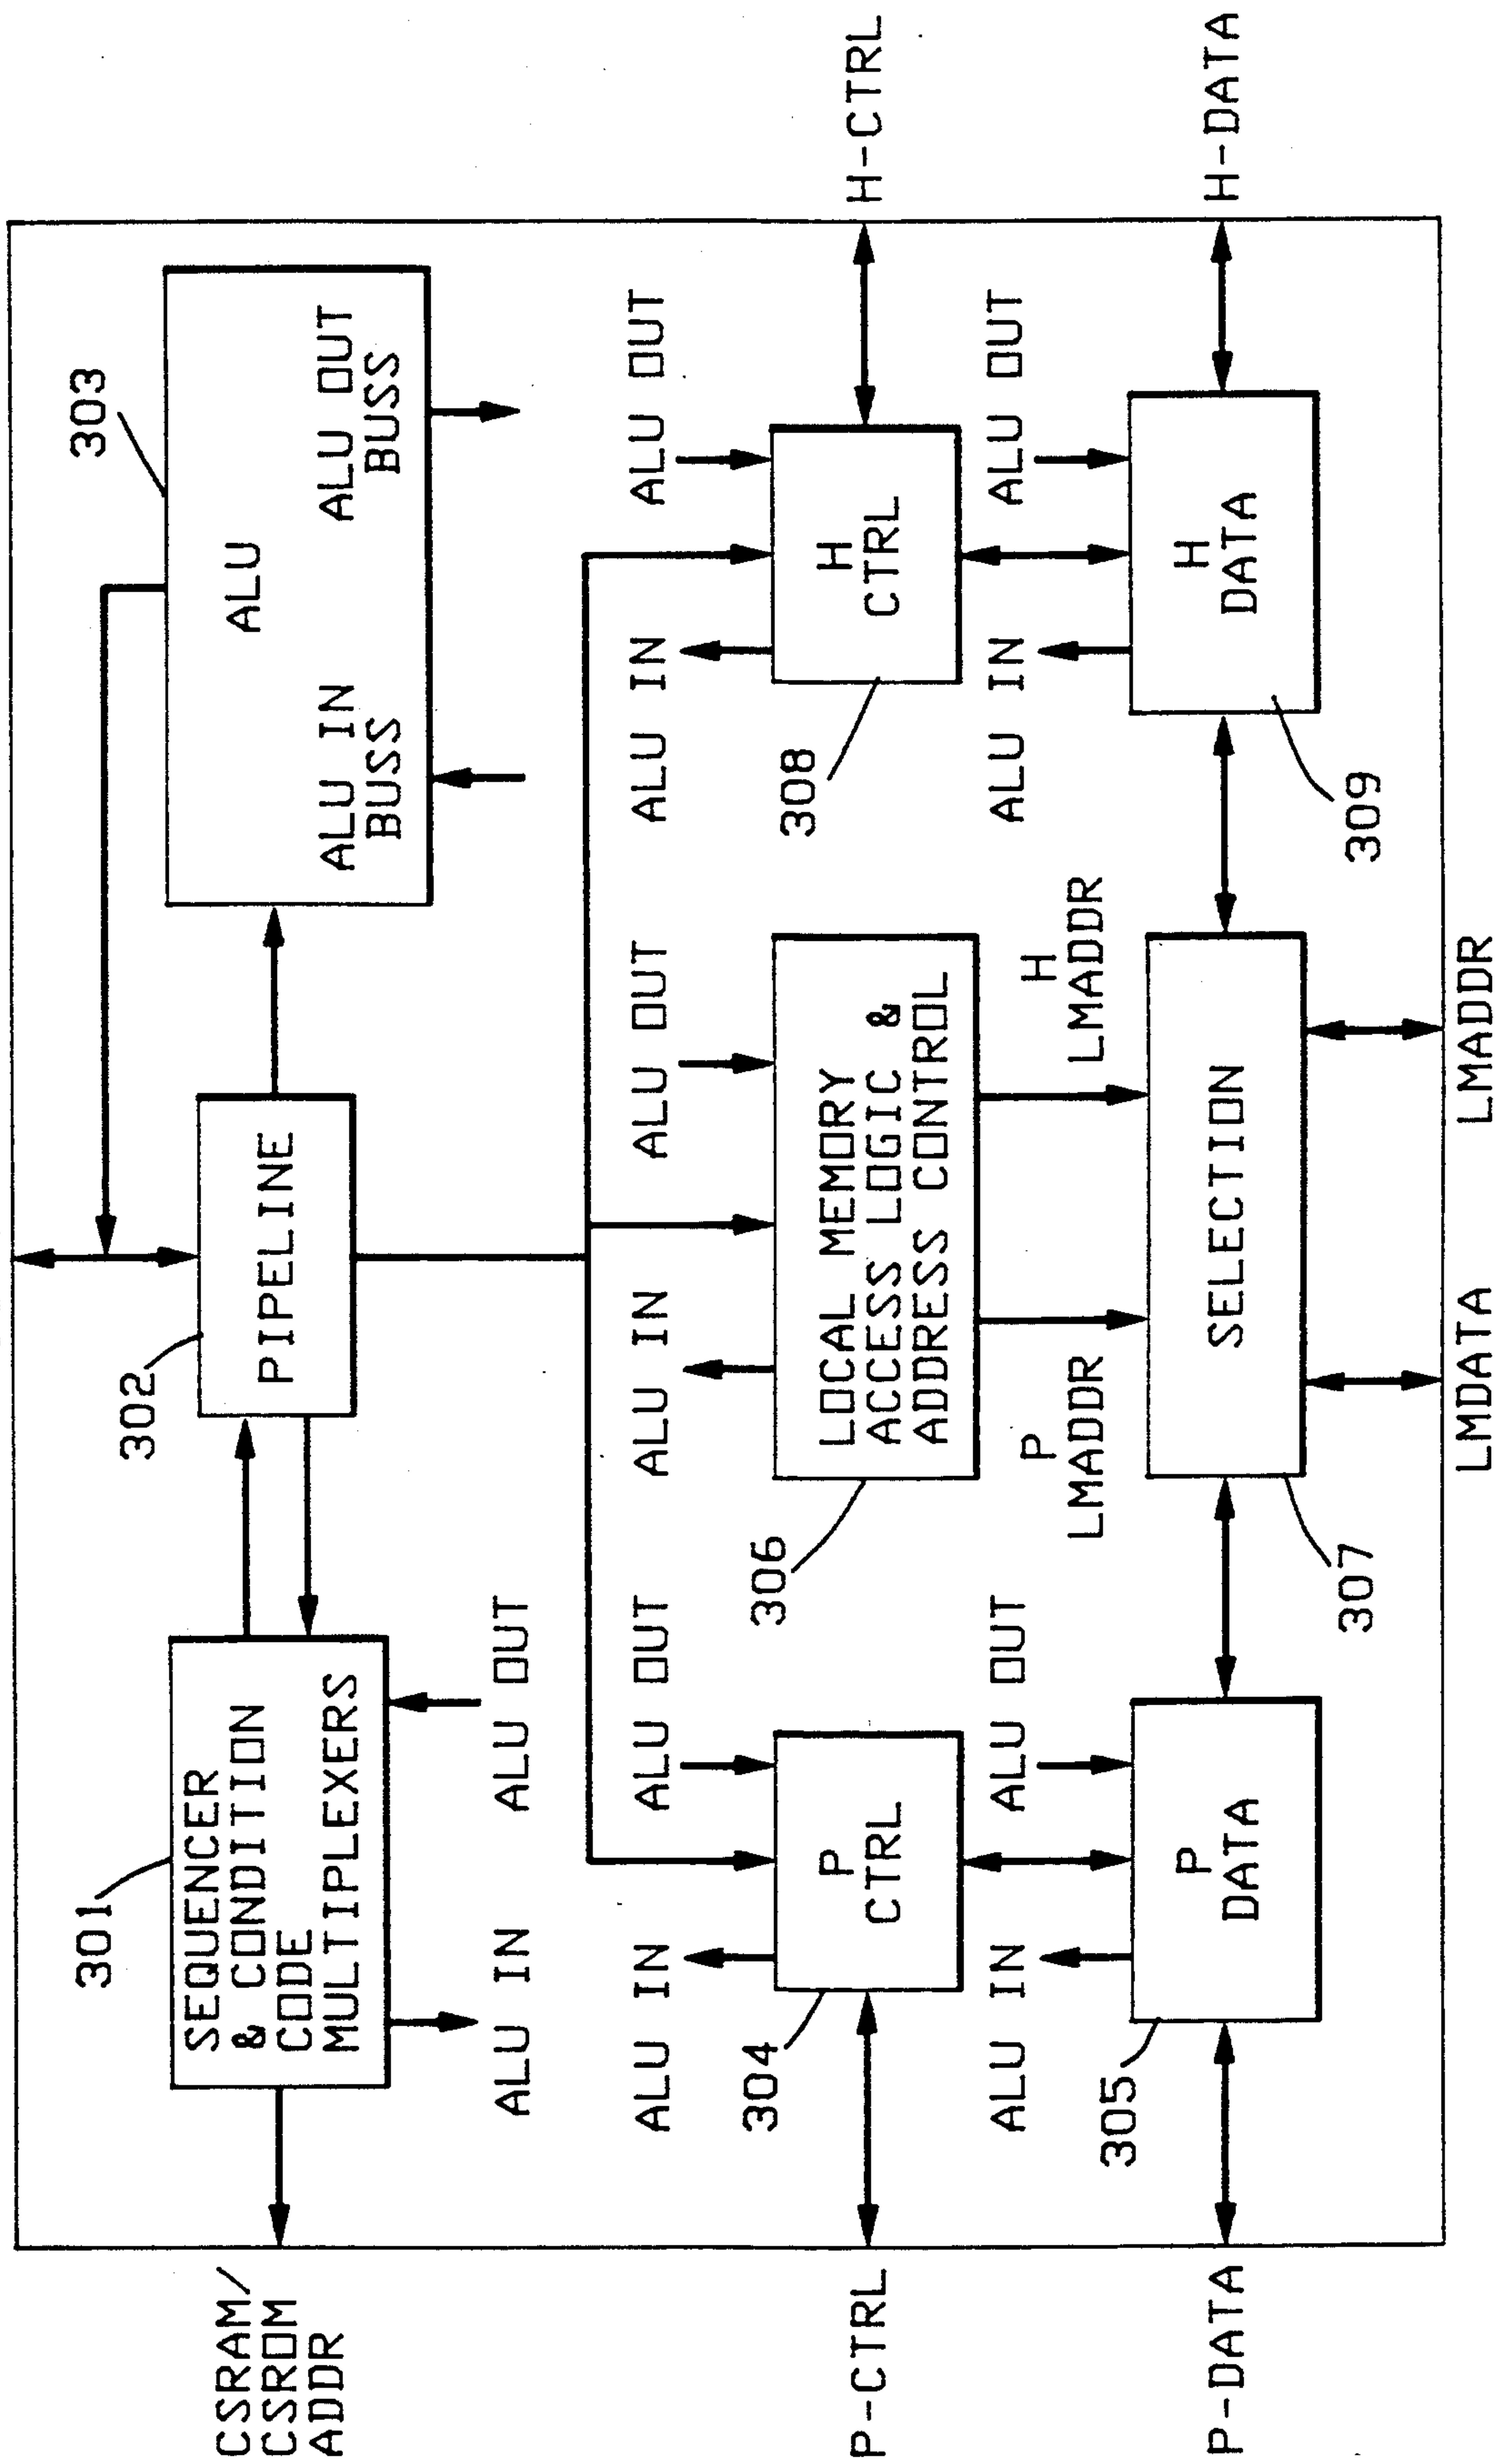 303
ALU
ALU IN
BUSS
ALU OUT
BUSS
302
PIPELINE
301
SEQUENCER
& CONDITION
CODE
MULTIPLEXERS
CSRAM/
CSROM
ADDR
ALU IN
ALU OUT
ALU IN
ALU OUT
ALU IN
ALU OUT
ALU IN
ALU OUT
P-CTRL
304
P
CTRL
306
LOCAL MEMORY
ACCESS LOGIC &
ADDRESS CONTROL
308
H
CTRL
H-CTRL
ALU IN
ALU OUT
P
LMADDR
H
LMADDR
ALU IN
ALU OUT
P-DATA
305
P
DATA
307
SELECTION
309
H
DATA
H-DATA
LMDATA
LMADDR